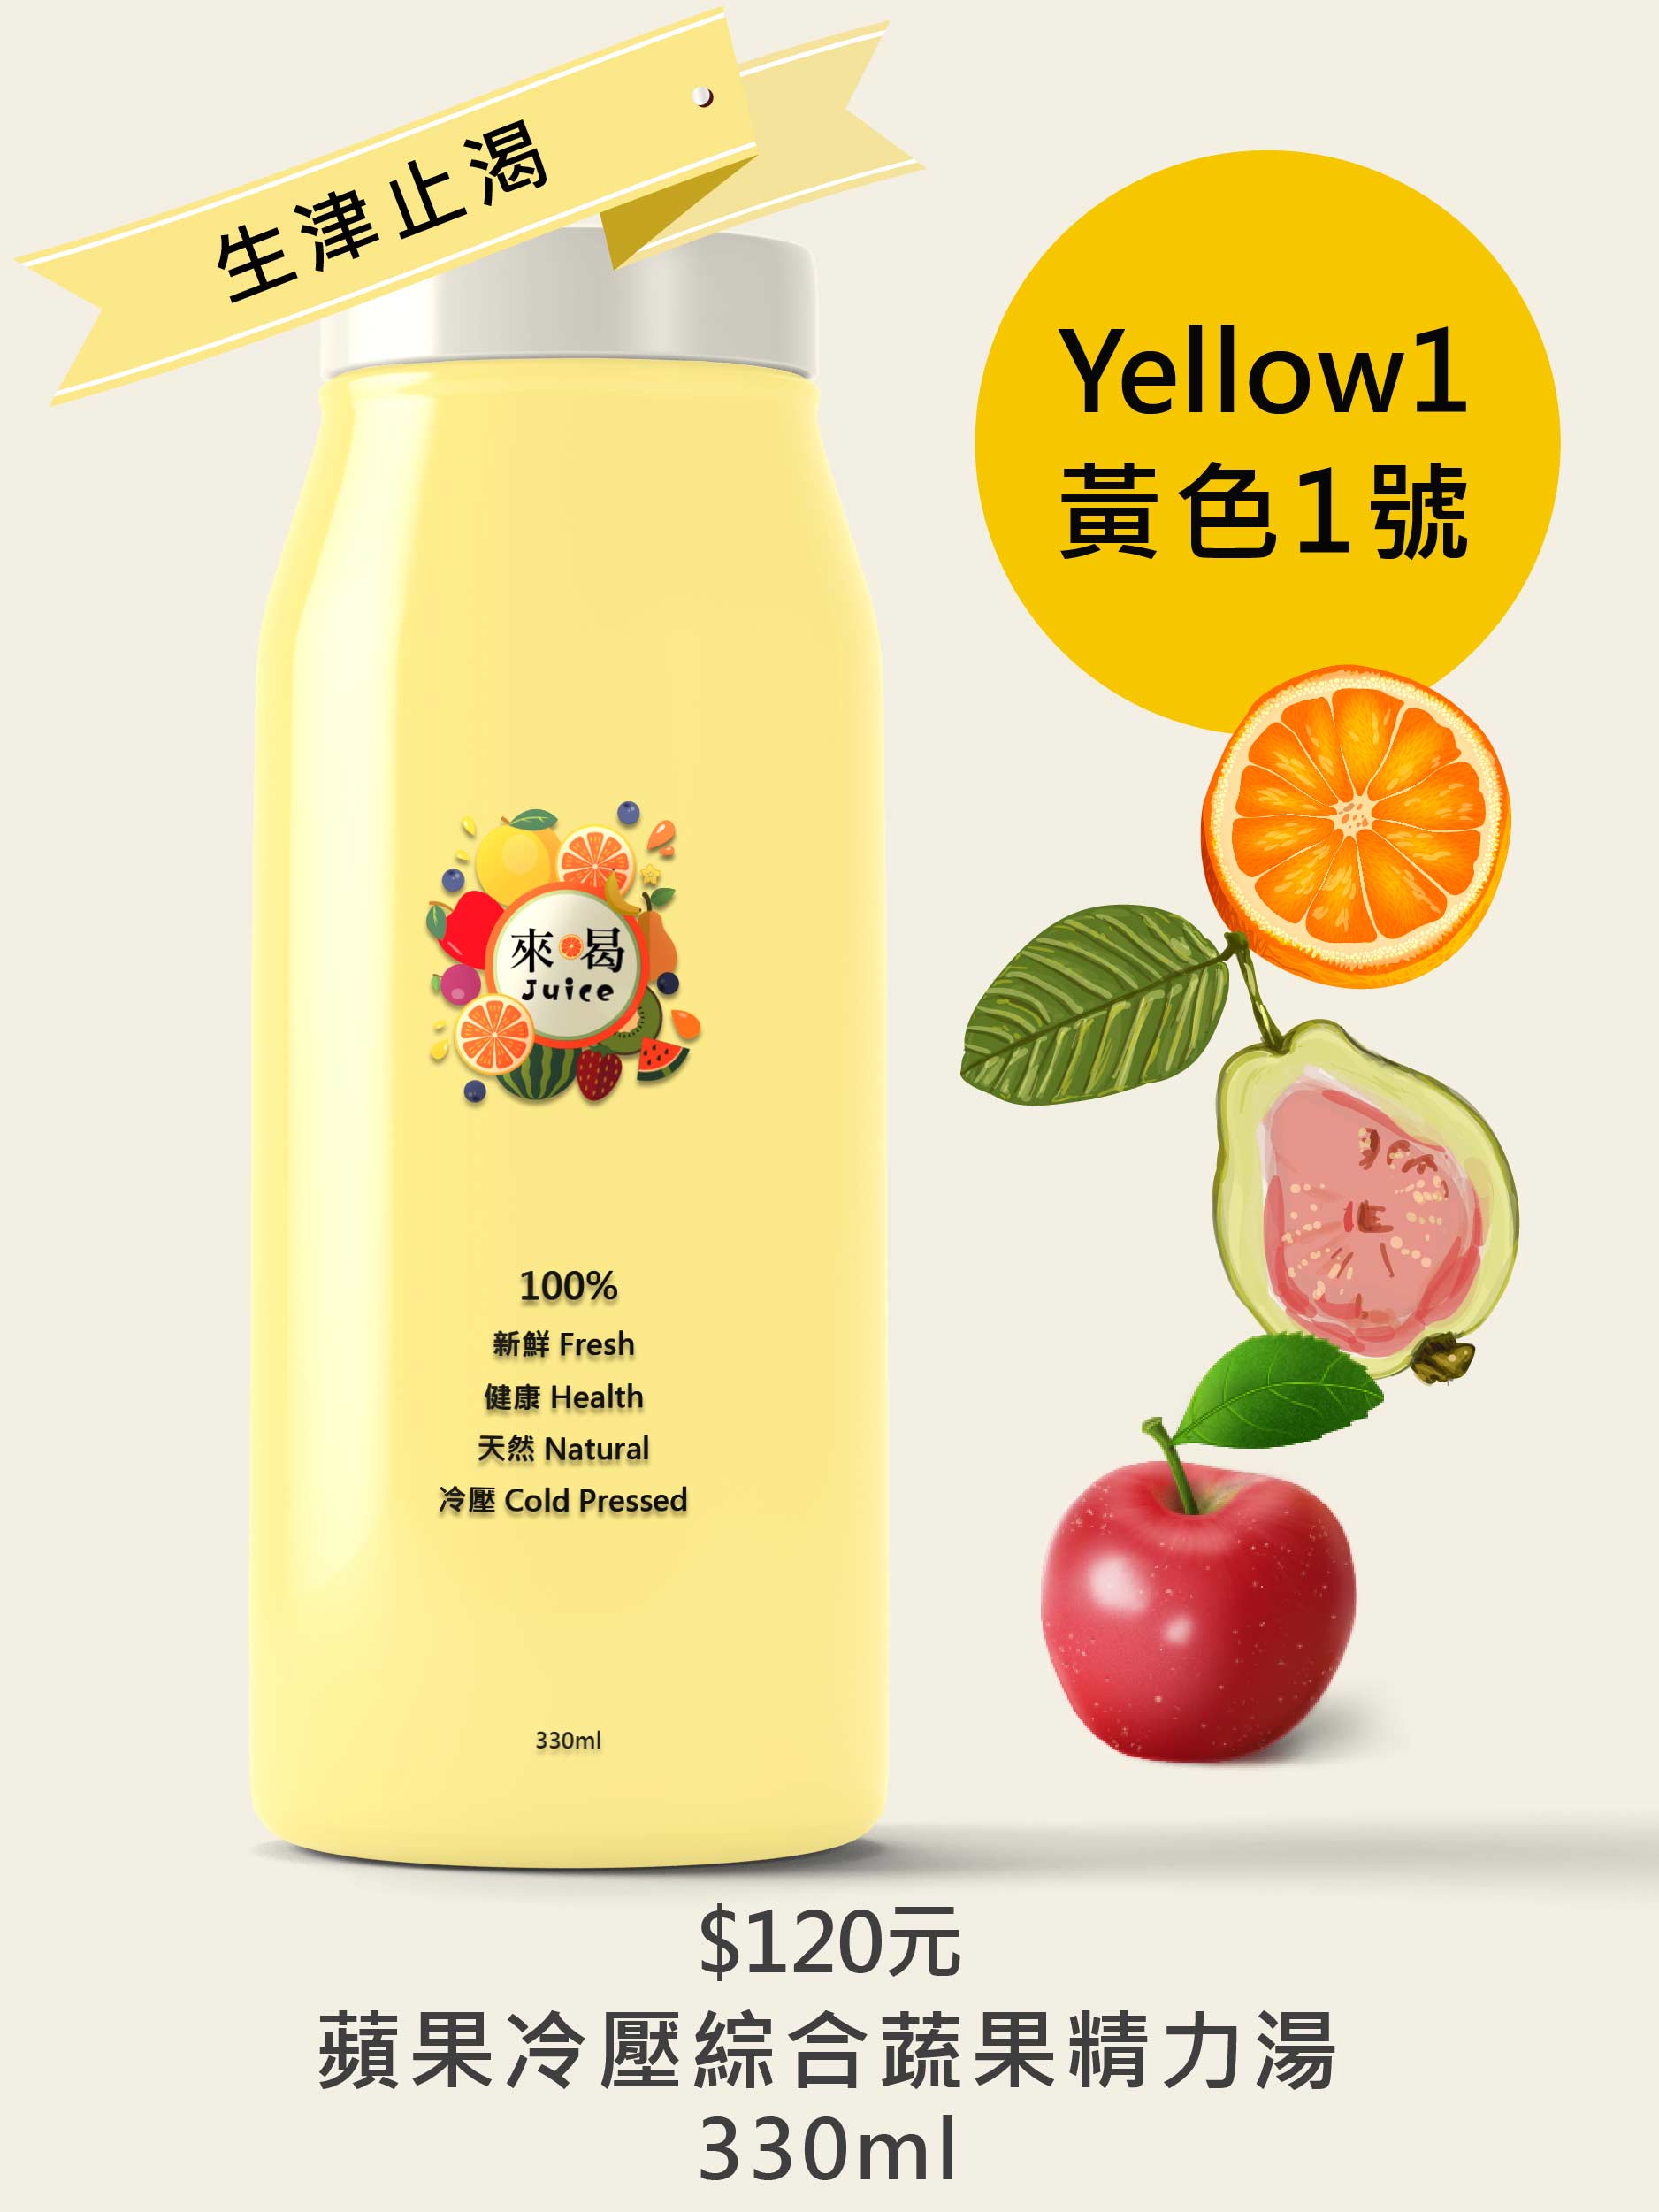 生津止渴
Yellow1
黃色1號
來喝
Juice
100%
新鮮 Fresh
健康 Health
天然 Natural
冷壓 Cold Pressed
330ml
$120元
蘋果冷壓綜合蔬果精力湯
330ml